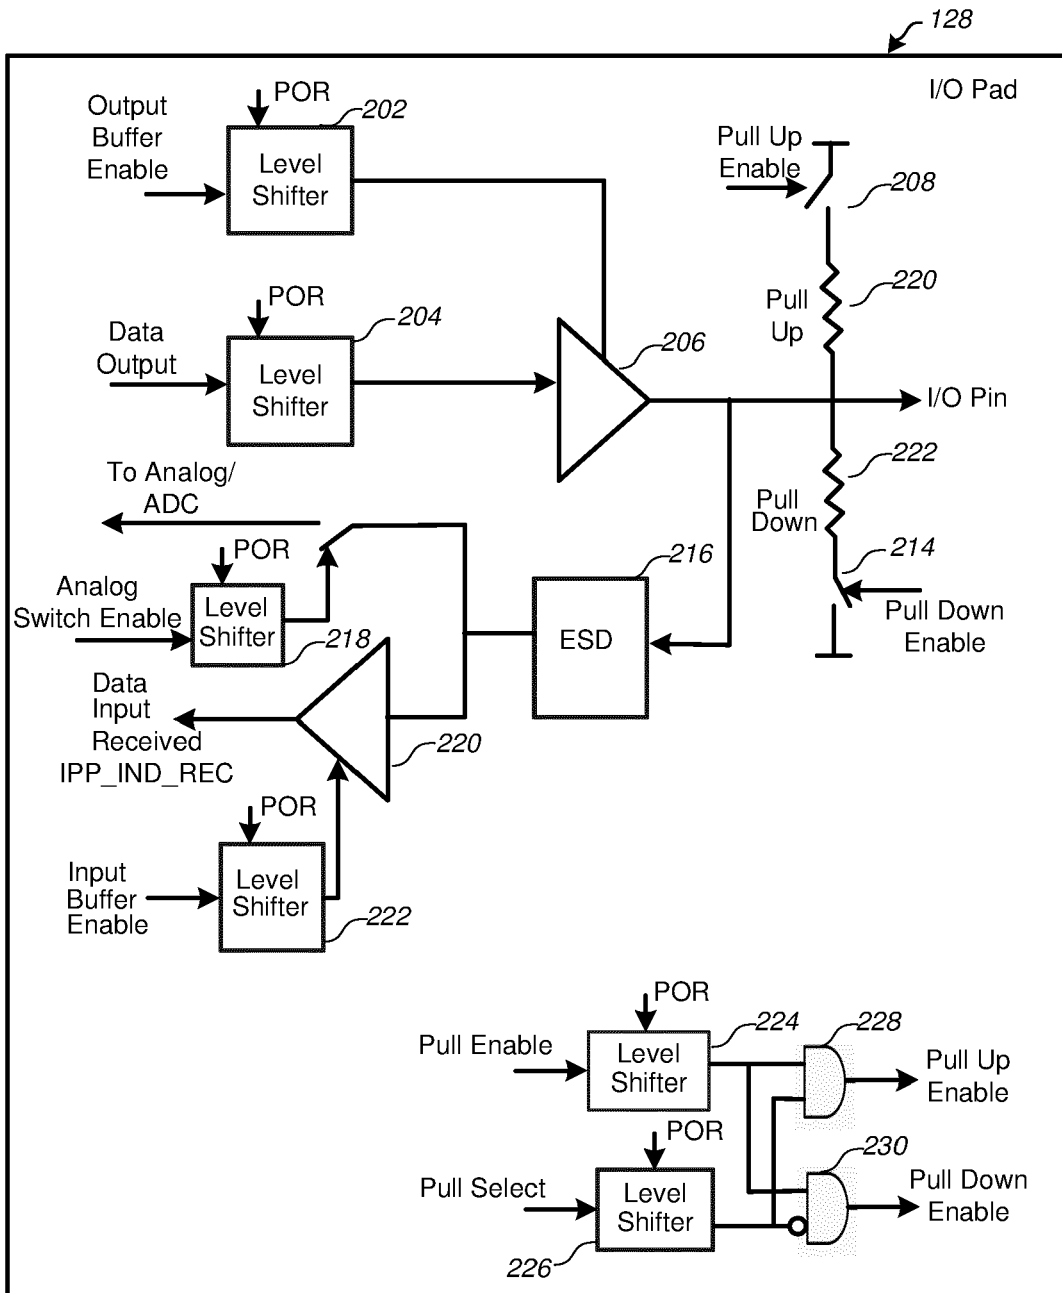 128
I/O Pad
POR
202
Output
Buffer
Enable
Level
Shifter
Pull Up
Enable
208
POR
204
Data
Output
Level
Shifter
206
220
Pull
Up
I/O Pin
To Analog/
ADC
222
Pull
Down
POR
216
214
Analog
Switch Enable
Level
Shifter
218
ESD
Pull Down
Enable
Data
Input
Received
IPP_IND_REC
220
POR
Input
Buffer
Enable
Level
Shifter
222
POR
224
228
Pull Enable
Level
Shifter
Pull Up
Enable
POR
230
Pull Select
Level
Shifter
Pull Down
Enable
226